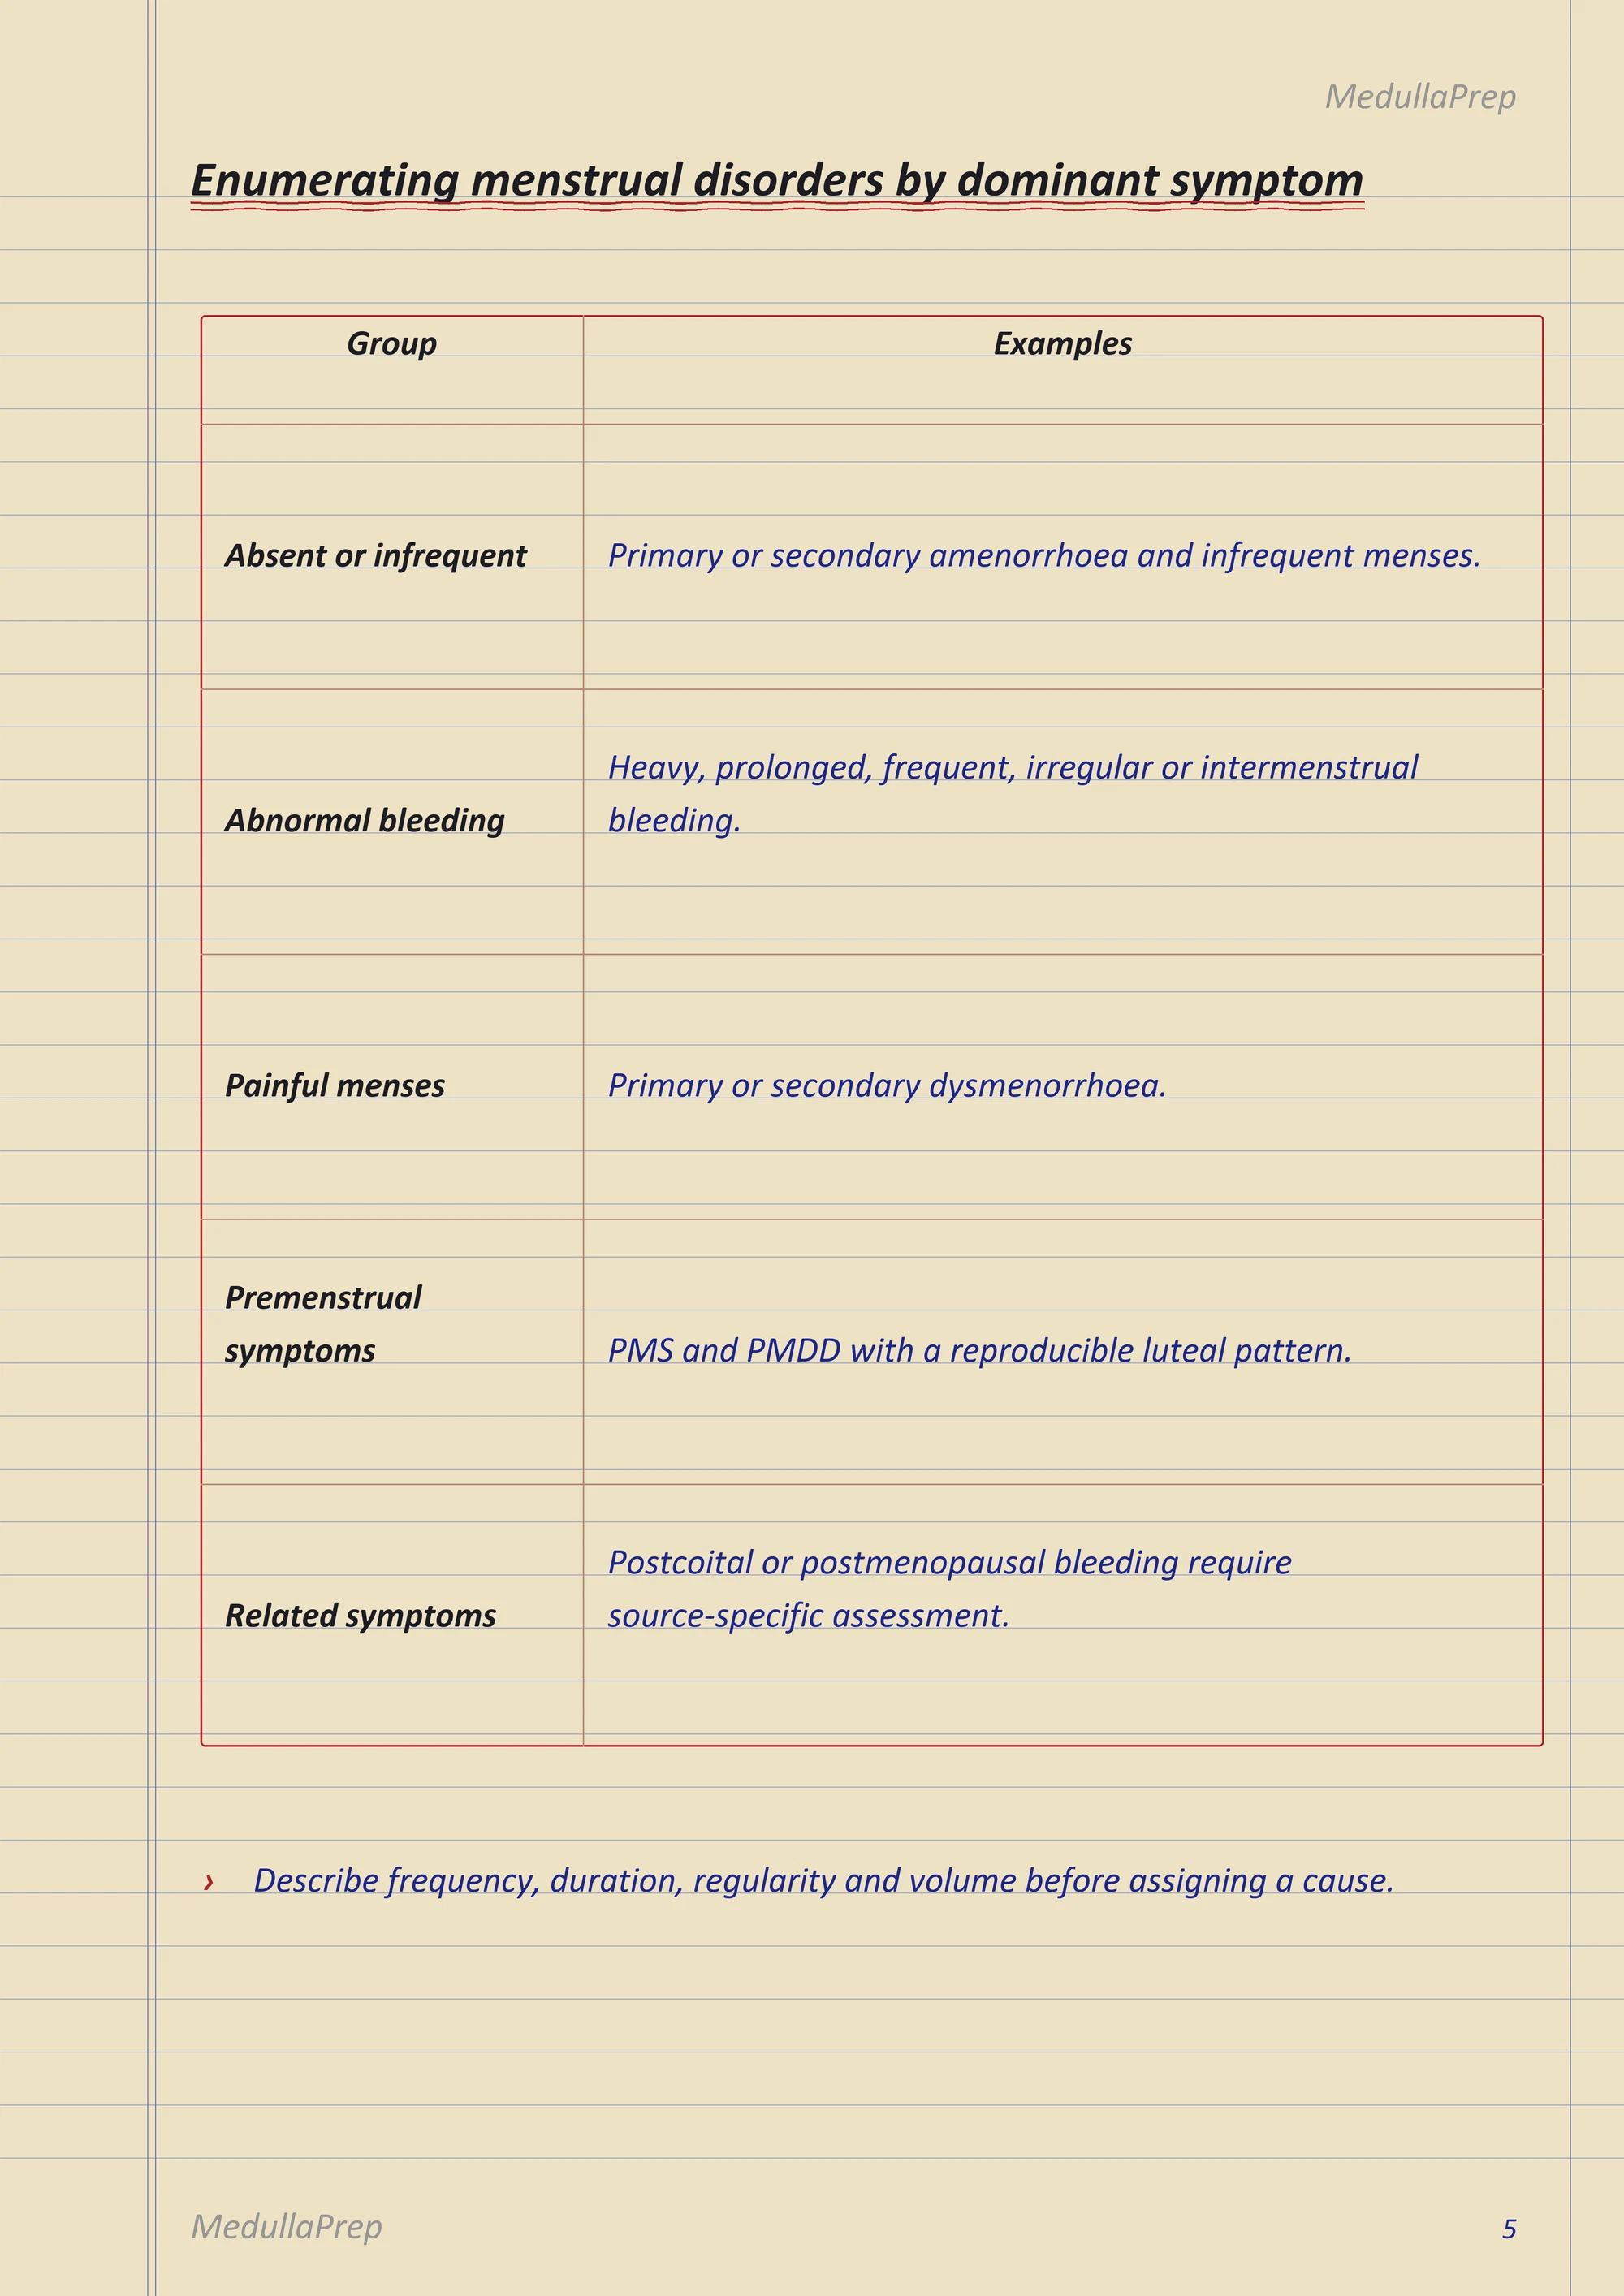 MedullaPrep
Enumerating menstrual disorders by dominant symptom
Group
Examples
Absent or infrequent
Primary or secondary amenorrhoea and infrequent menses.
Abnormal bleeding
Heavy, prolonged, frequent, irregular or intermenstrual
bleeding.
Painful menses
Primary or secondary dysmenorrhoea.
Premenstrual
symptoms
PMS and PMDD with a reproducible luteal pattern.
Related symptoms
Postcoital or postmenopausal bleeding require
source-specific assessment.
› Describe frequency, duration, regularity and volume before assigning a cause.
MedullaPrep
5